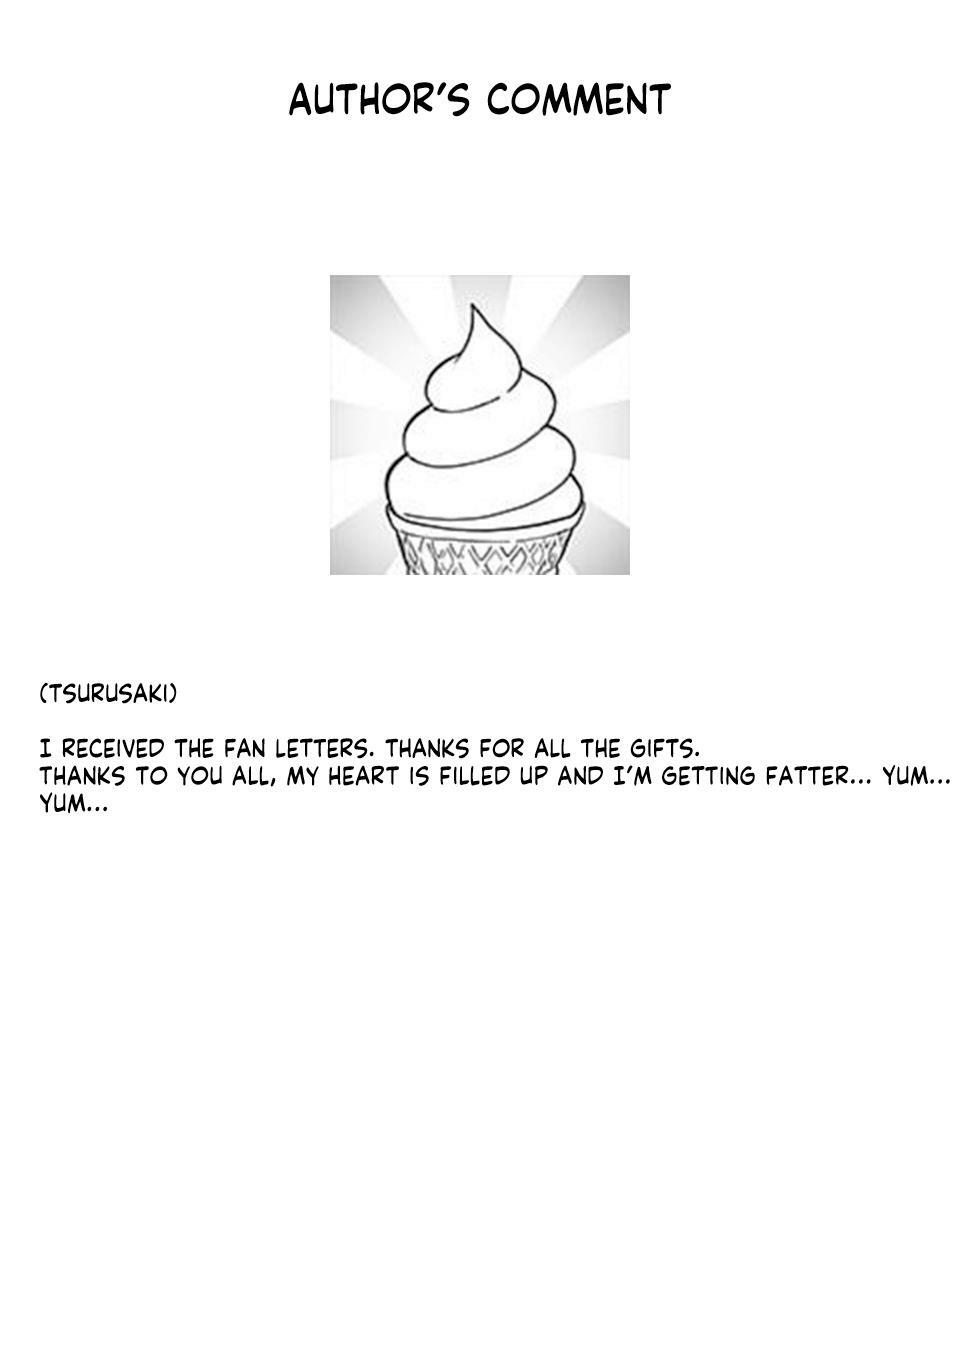 AUTHOR'S COMMENT
(TSURUSAKI)
I RECEIVED THE FAN LETTERS. THANKS FOR ALL THE GIFTS.
THANKS TO YOU ALL, MY HEART IS FILLED UP AND I'M GETTING FATTER... YUM...
YUM...